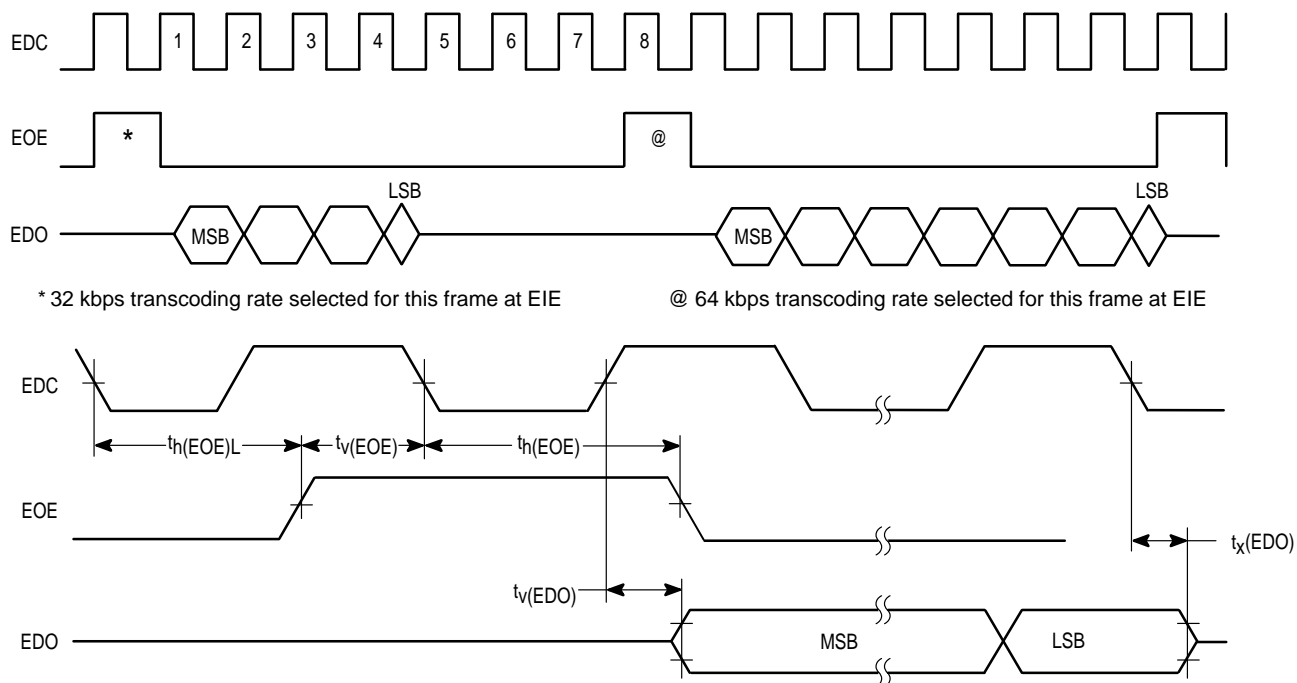 EDC 1 2 3 4 5 6 7 8
EOE * @
LSB LSB
EDO MSB MSB
* 32 kbps transcoding rate selected for this frame at EIE @ 64 kbps transcoding rate selected for this frame at EIE
EDC
th(EOE)L tv(EOE) th(EOE)
EOE
tx(EDO)
tv(EDO)
EDO MSB LSB